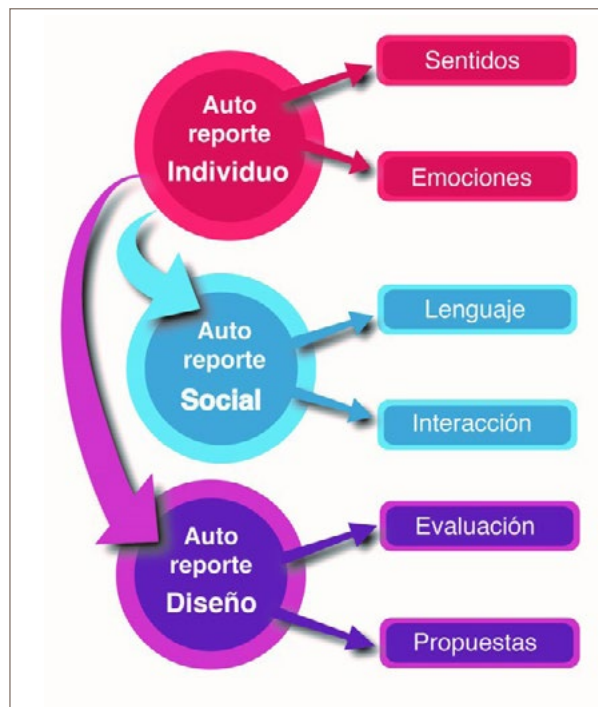 Auto
reporte
Individuo
Sentidos
Emociones
Auto
reporte
Social
Lenguaje
Interacción
Auto
reporte
Diseño
Evaluación
Propuestas